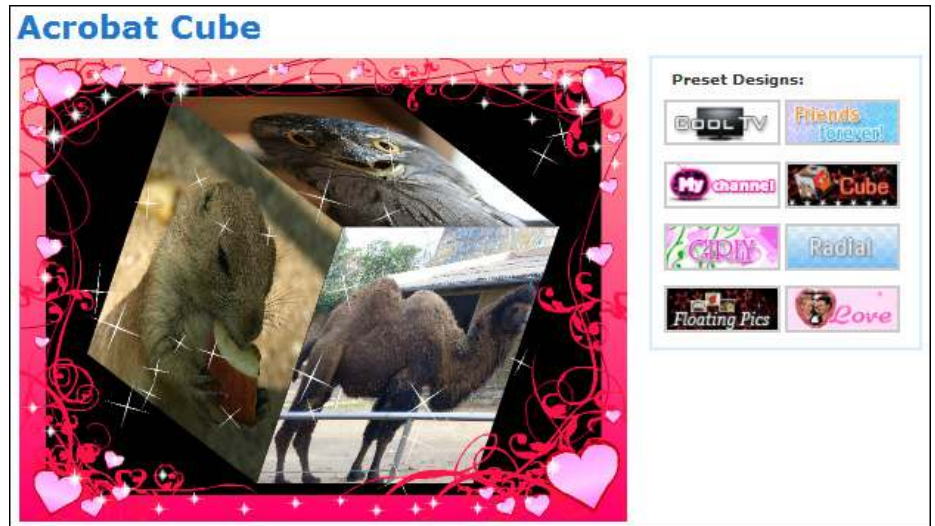 Acrobat Cube
Preset Designs:
COOL TV
Friends
forever!
My channel
Cube
GIRLY
Radial
Floating Pics
Love